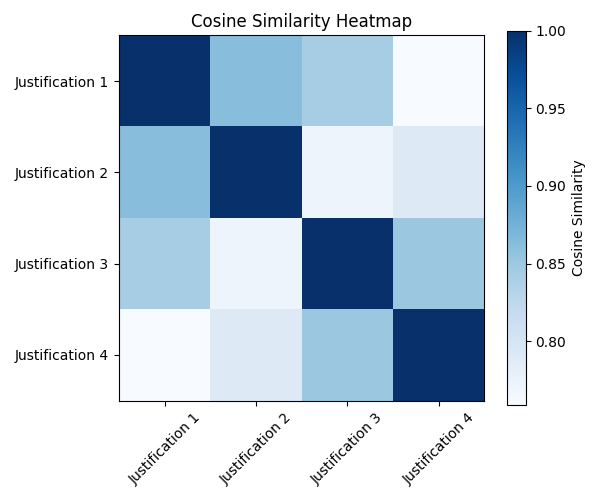 Cosine Similarity Heatmap
Justification 1
Justification 2
Justification 3
Justification 4
Justification 1
Justification 2
Justification 3
Justification 4
1.00
0.95
0.90
0.85
0.80
Cosine Similarity